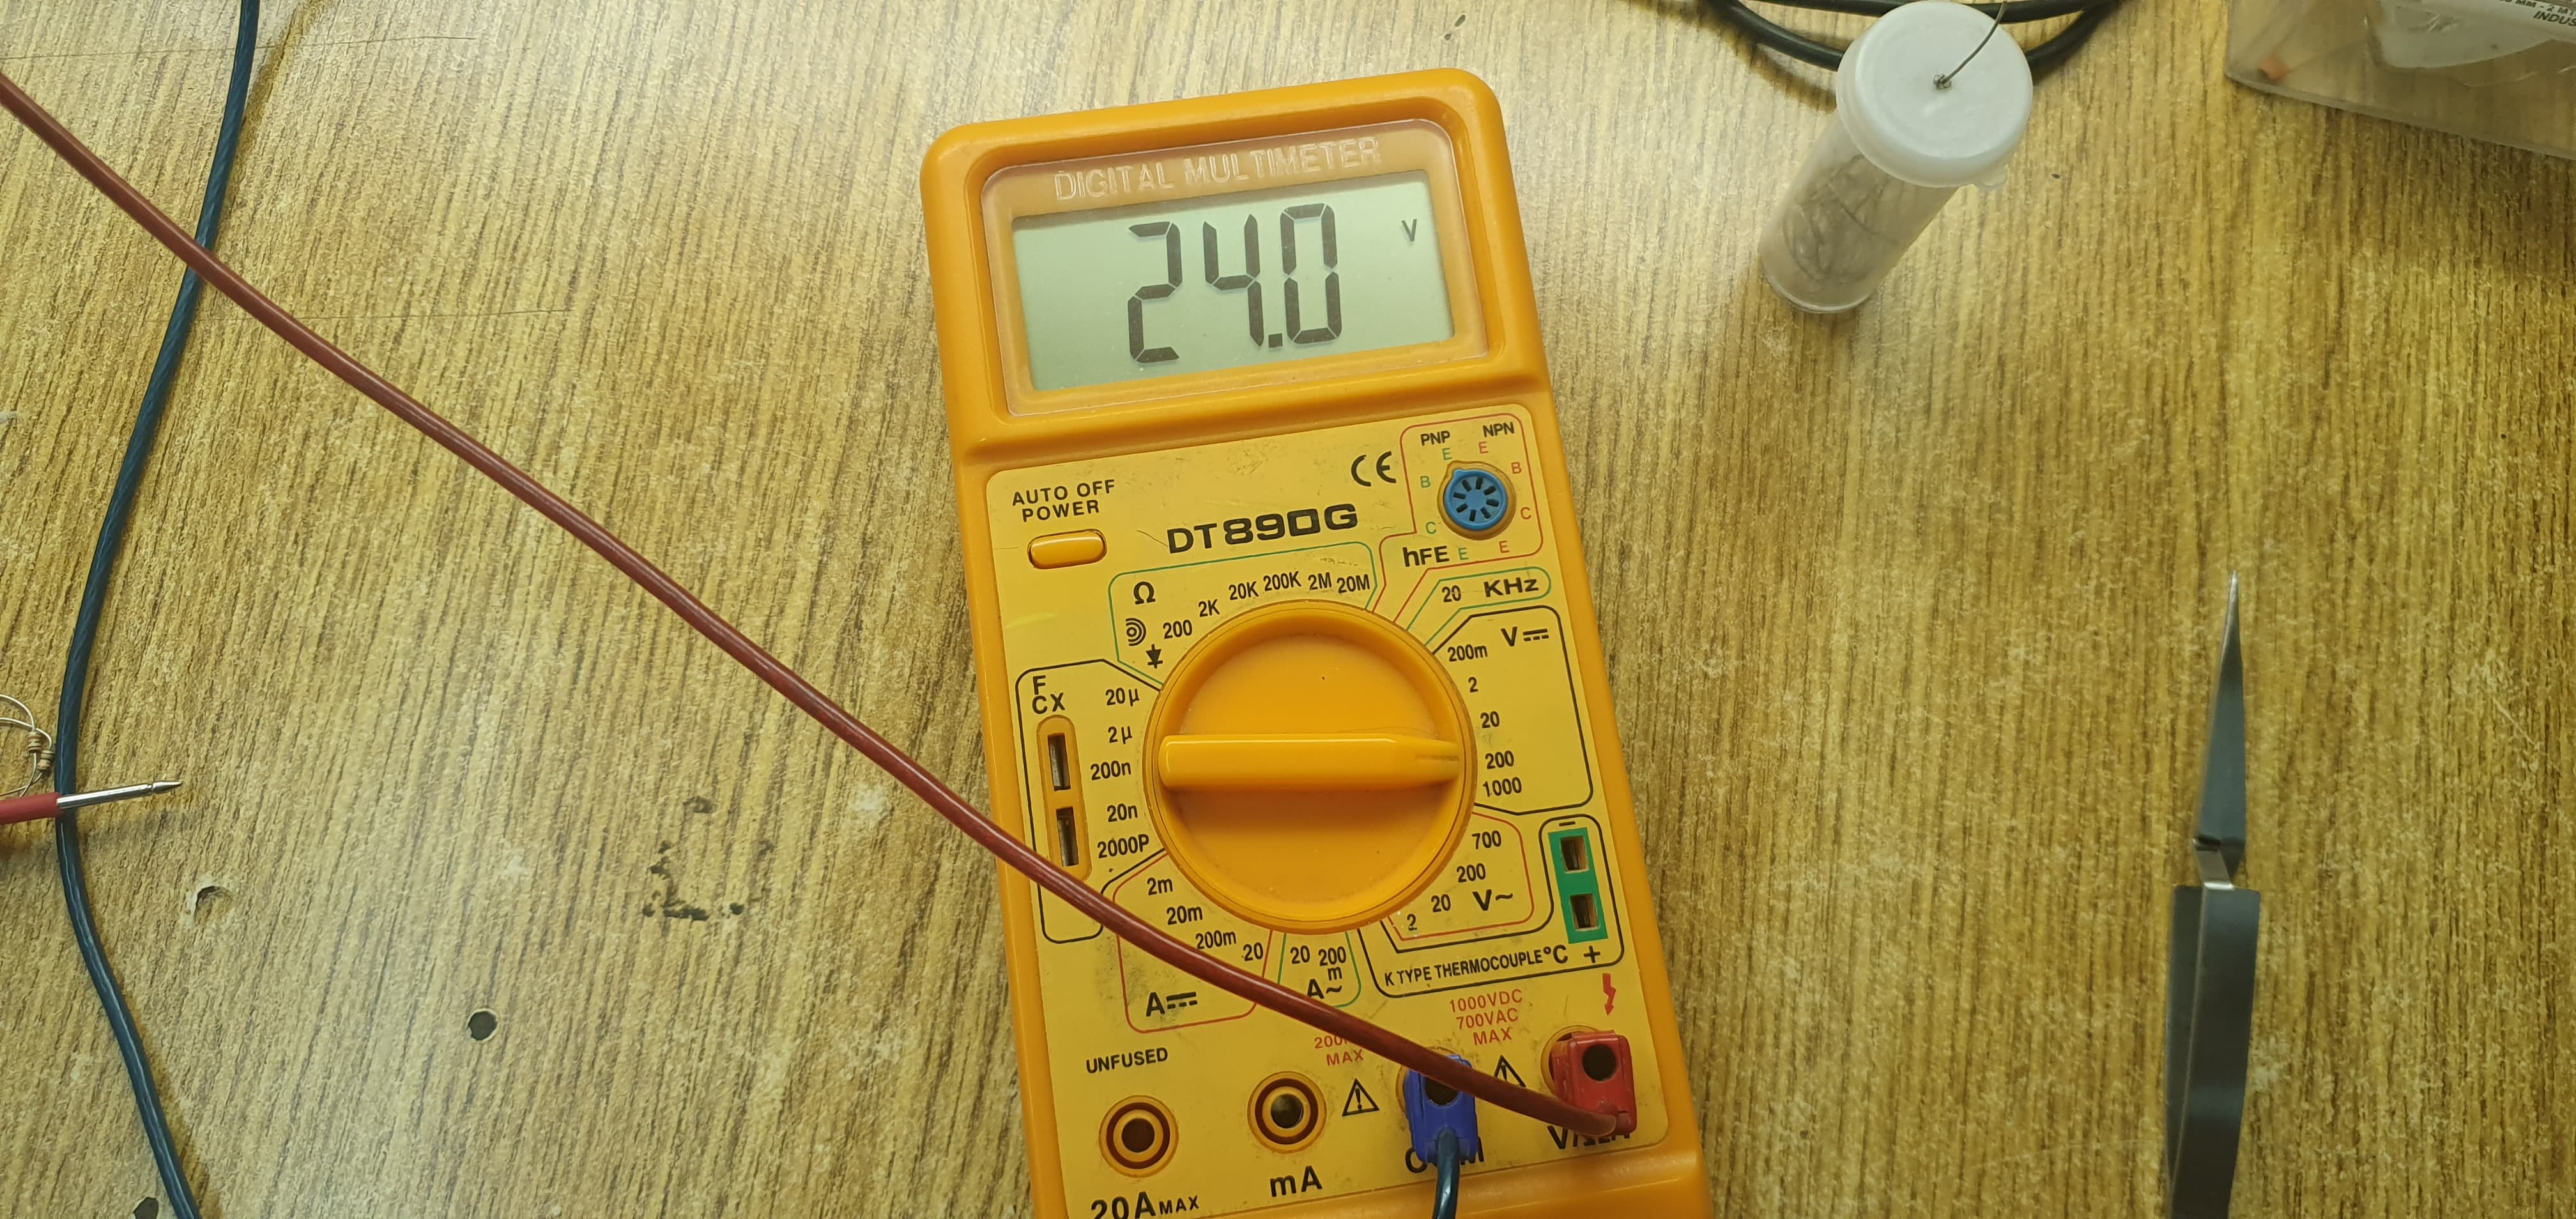 DIGITAL MULTIMETER
24.0 V
AUTO OFF
POWER
DT890G
CE
PNP NPN
E E
B B
C C
E E
hFE
20 KHz
Ω
200 2K 20K 200K 2M 20M
F
CX
20µ
2µ
200n
20n
2000P
V⎓
200m
2
20
200
1000
700
200
20
2
V~
2m
20m
200m
20
A⎓
20 200
m
A~
−
+
K TYPE THERMOCOUPLE°C
1000VDC
700VAC
MAX
MAX
UNFUSED
20A MAX
mA
INDUS